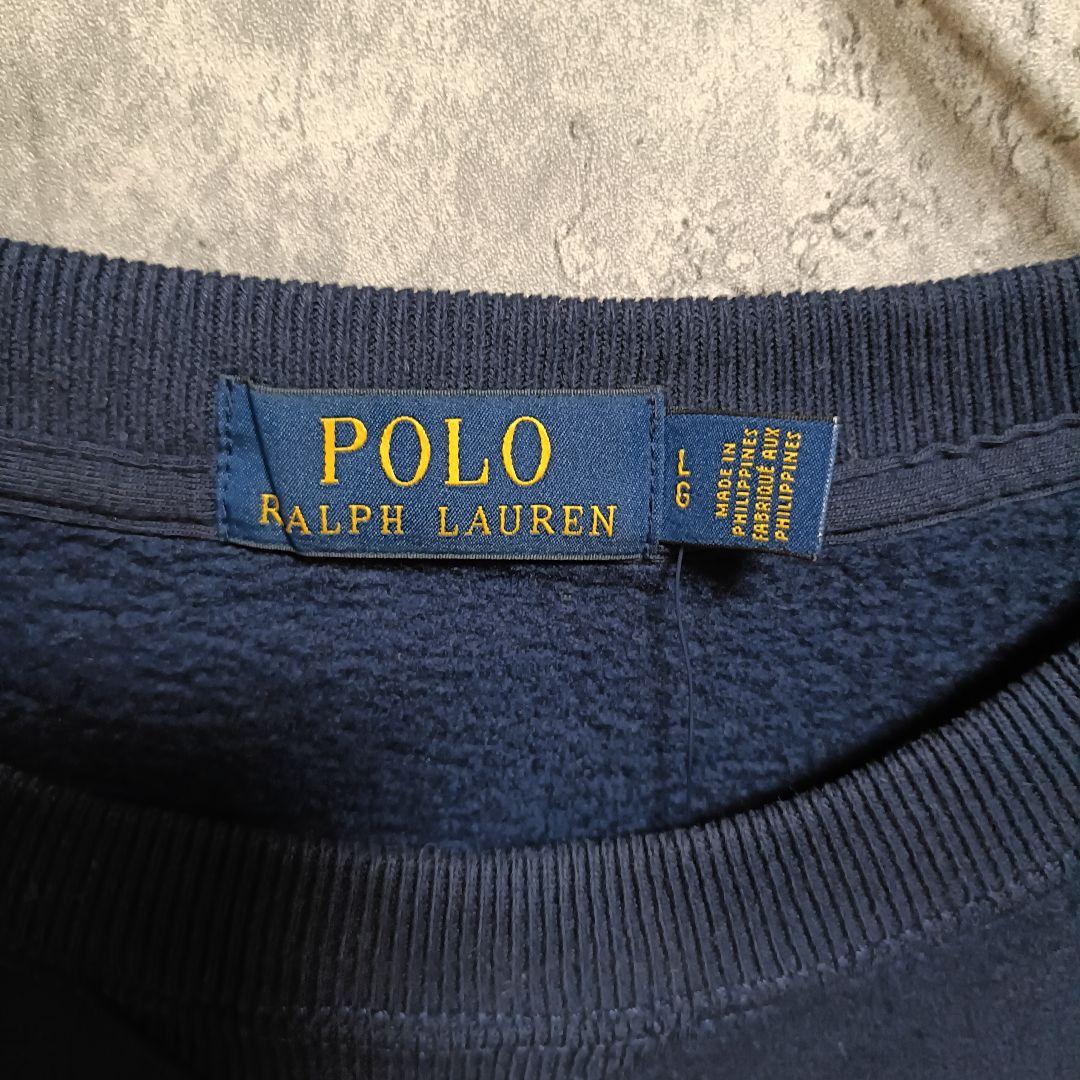 POLO
RALPH LAUREN
L
G
MADE IN
PHILIPPINES
FABRIQUÉ AUX
PHILIPPINES